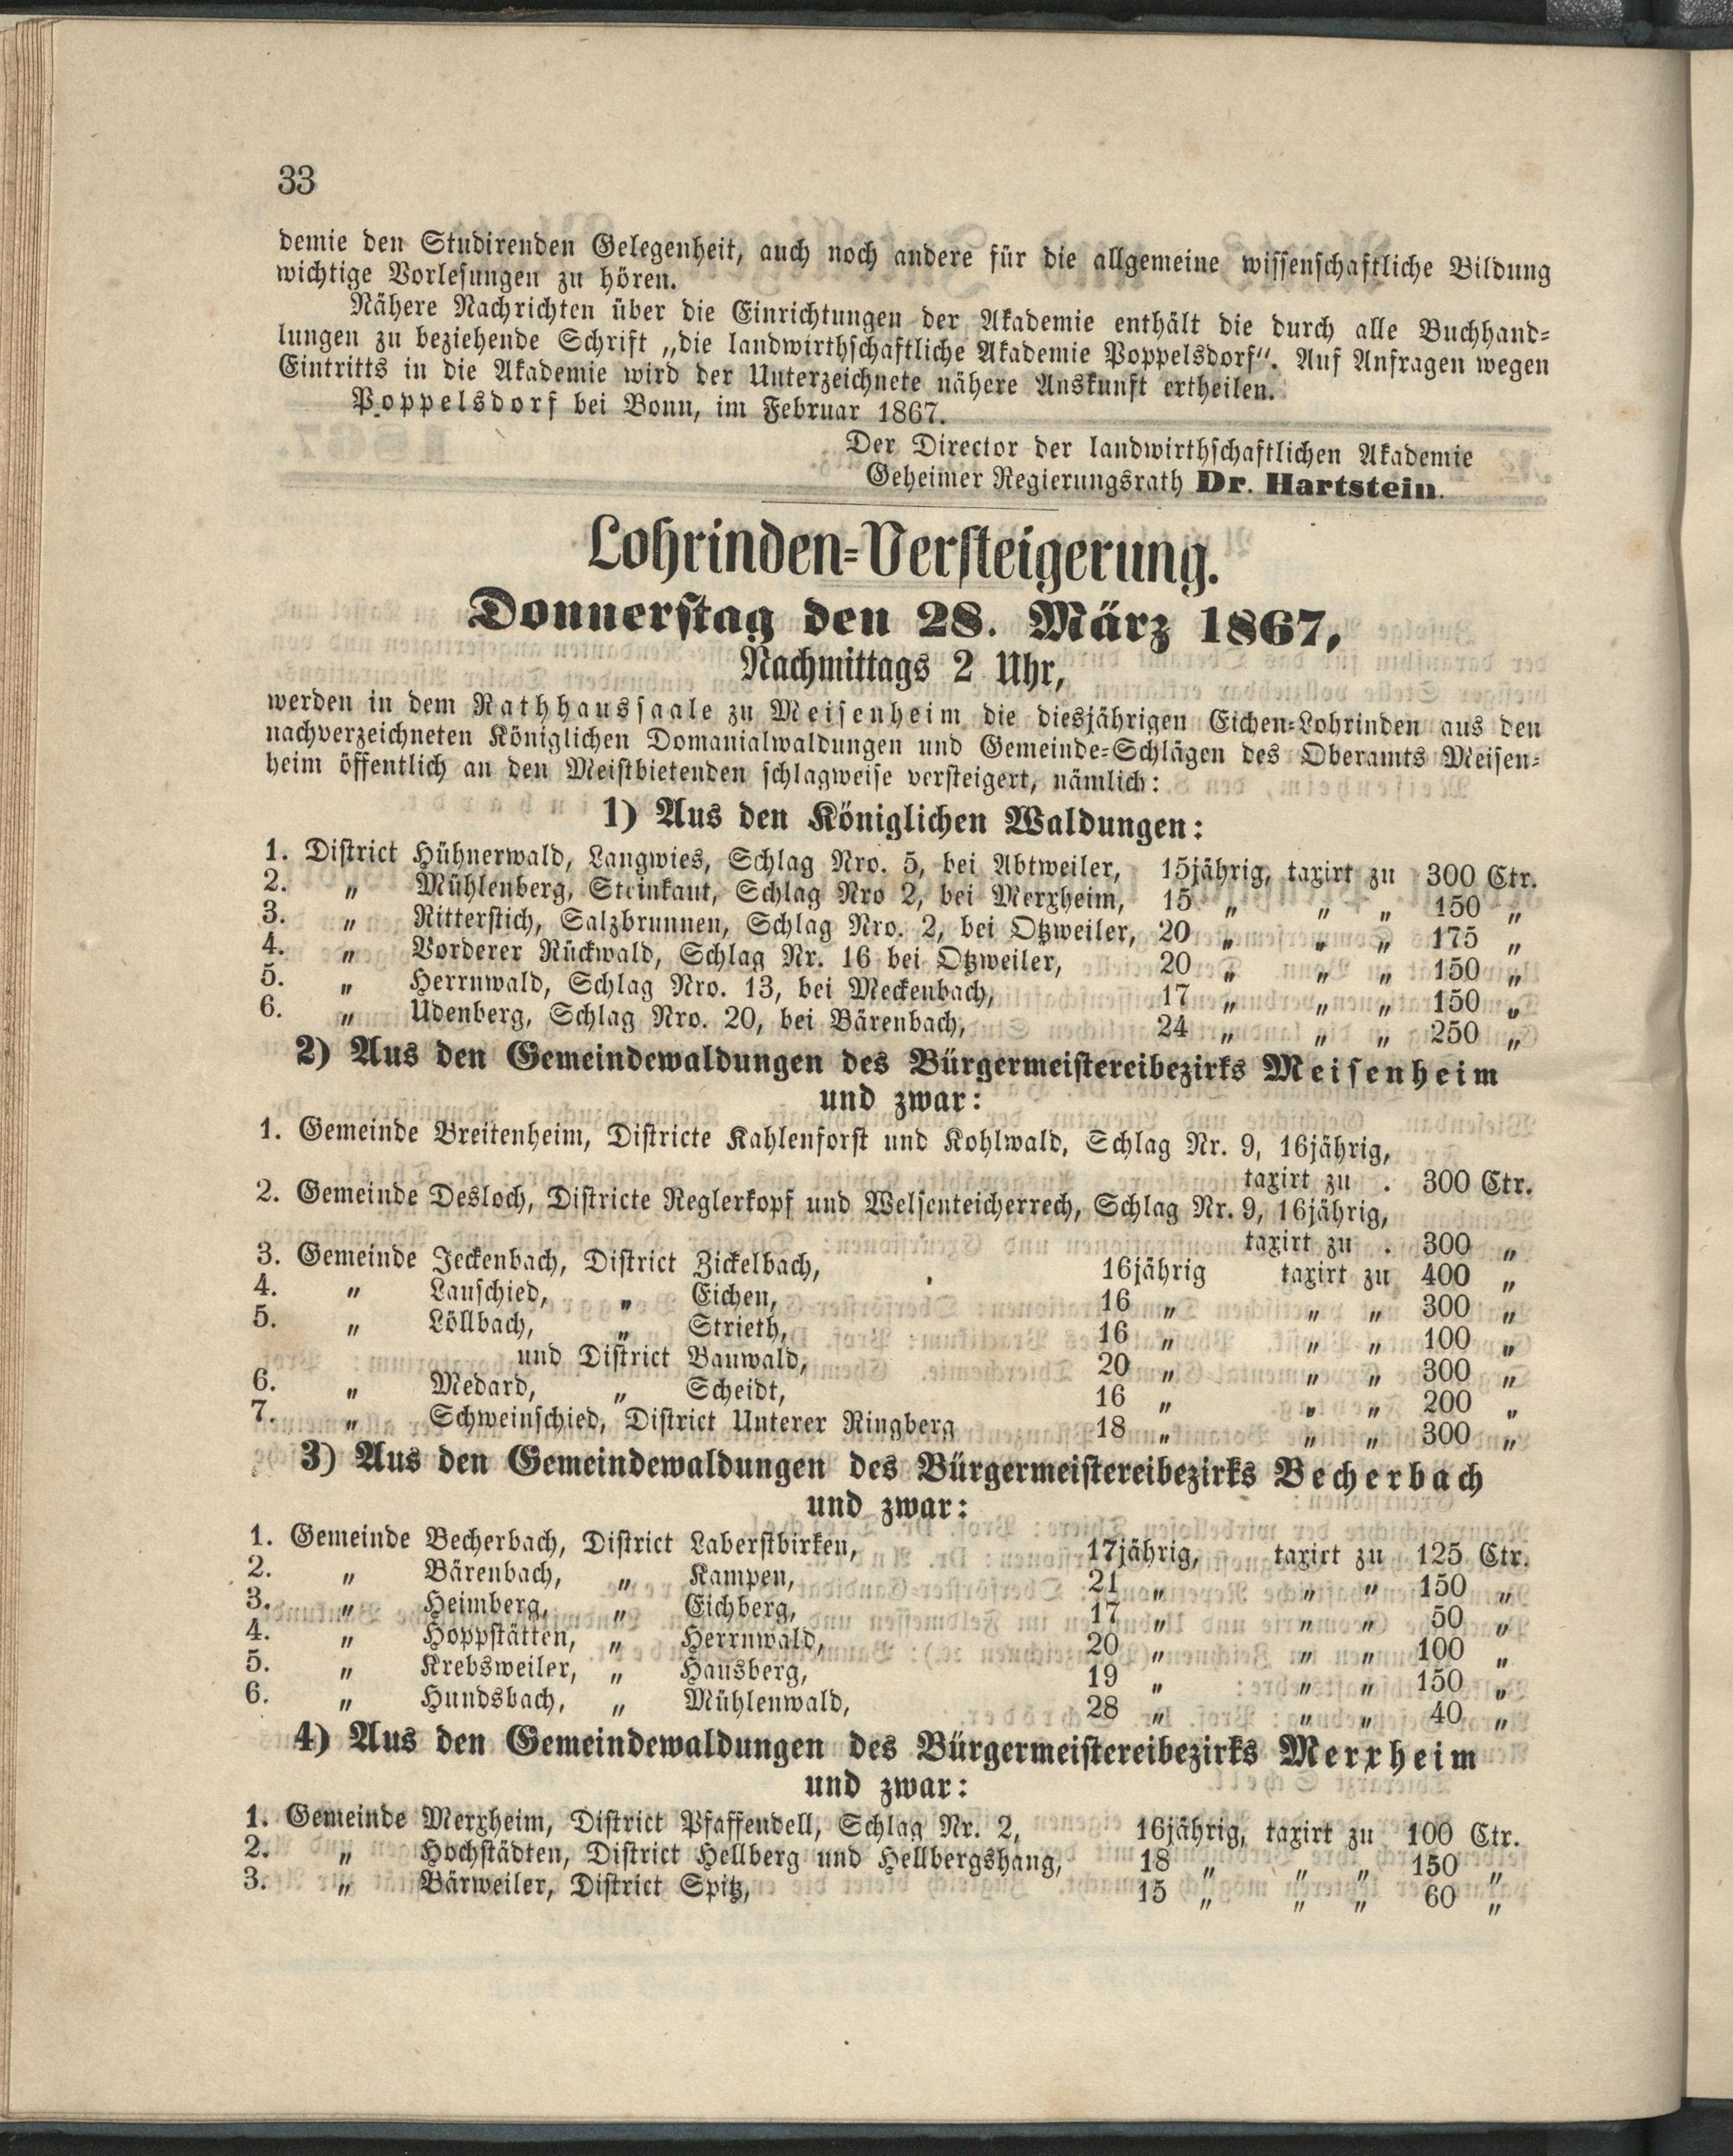 33
demie den Studirenden Gelegenheit, auch noch andere für die allgemeine wissenschaftliche Bildung
wichtige Vorlesungen zu hören.
Nähere Nachrichten über die Einrichtungen der Akademie enthält die durch alle Buchhand-
lungen zu beziehende Schrift „die landwirthschaftliche Akademie Poppelsdorf“. Auf Anfragen wegen
Eintritts in die Akademie wird der Unterzeichnete nähere Auskunft ertheilen.
Poppelsdorf bei Bonn, im Februar 1867.
Der Director der landwirthschaftlichen Akademie
Geheimer Regierungsrath Dr. Hartstein.
Lohrinden-Versteigerung.
Donnerstag den 28. März 1867,
Nachmittags 2 Uhr,
werden in dem Rathhaussaale zu Meisenheim die diesjährigen Eichen-Lohrinden aus den
nachverzeichneten Königlichen Domanialwaldungen und Gemeinde-Schlägen des Oberamts Meisen-
heim öffentlich an den Meistbietenden schlagweise versteigert, nämlich:
1) Aus den Königlichen Waldungen:
1. District Hühnerwald, Langwies, Schlag Nro. 5, bei Abtweiler, 15jährig, taxirt zu 300 Ctr.
2. „ Mühlenberg, Steinkaut, Schlag Nro 2, bei Merxheim, 15 „ „ „ 150 „
3. „ Ritterstich, Salzbrunnen, Schlag Nro. 2, bei Otzweiler, 20 „ „ „ 175 „
4. „ Vorderer Rückwald, Schlag Nr. 16 bei Otzweiler, 20 „ „ „ 150 „
5. „ Herrnwald, Schlag Nro. 13, bei Meckenbach, 17 „ „ „ 150 „
6. „ Udenberg, Schlag Nro. 20, bei Bärenbach, 24 „ „ „ 250 „
2) Aus den Gemeindewaldungen des Bürgermeistereibezirks Meisenheim
und zwar:
1. Gemeinde Breitenheim, Districte Kahlenforst und Kohlwald, Schlag Nr. 9, 16jährig,
taxirt zu . 300 Ctr.
2. Gemeinde Desloch, Districte Reglerkopf und Welsenteicherrech, Schlag Nr. 9, 16jährig,
taxirt zu . 300 „
3. Gemeinde Jeckenbach, District Zickelbach, 16jährig taxirt zu 400 „
4. „ Lauschied, „ Eichen, 16 „ „ „ 300 „
5. „ Löllbach, „ Strieth, 16 „ „ „ 100 „
und District Bauwald, 20 „ „ „ 300 „
6. „ Medard, „ Scheidt, 16 „ „ „ 200 „
7. „ Schweinschied, District Unterer Ringberg 18 „ „ „ 300 „
3) Aus den Gemeindewaldungen des Bürgermeistereibezirks Becherbach
und zwar:
1. Gemeinde Becherbach, District Laberstbirken, 17jährig, taxirt zu 125 Ctr.
2. „ Bärenbach, „ Kampen, 21 „ „ „ 150 „
3. „ Heimberg, „ Eichberg, 17 „ „ „ 50 „
4. „ Hoppstätten, „ Herrnwald, 20 „ „ „ 100 „
5. „ Krebsweiler, „ Hausberg, 19 „ „ „ 150 „
6. „ Hundsbach, „ Mühlenwald, 28 „ „ „ 40 „
4) Aus den Gemeindewaldungen des Bürgermeistereibezirks Merxheim
und zwar:
1. Gemeinde Merxheim, District Pfaffendell, Schlag Nr. 2, 16jährig, taxirt zu 100 Ctr.
2. „ Hochstädten, District Hellberg und Hellbergshang, 18 „ „ „ 150 „
3. „ Bärweiler, District Spitz, 15 „ „ „ 60 „